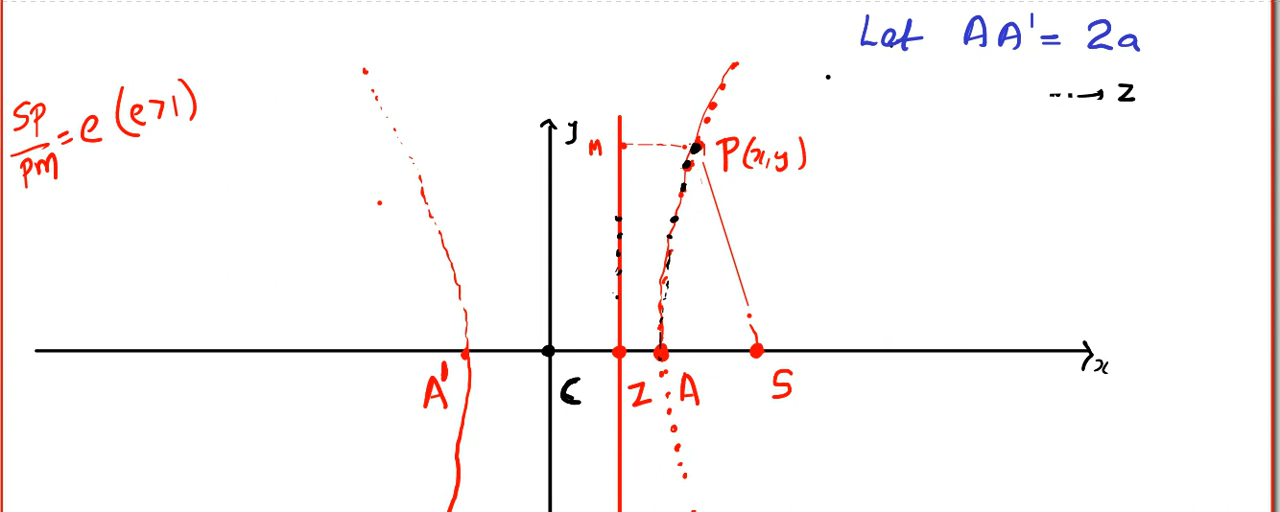 Let AA' = 2a
...→ Z
SP/PM = e (e>1)
y
M
P(x,y)
A'
C
Z
A
S
x